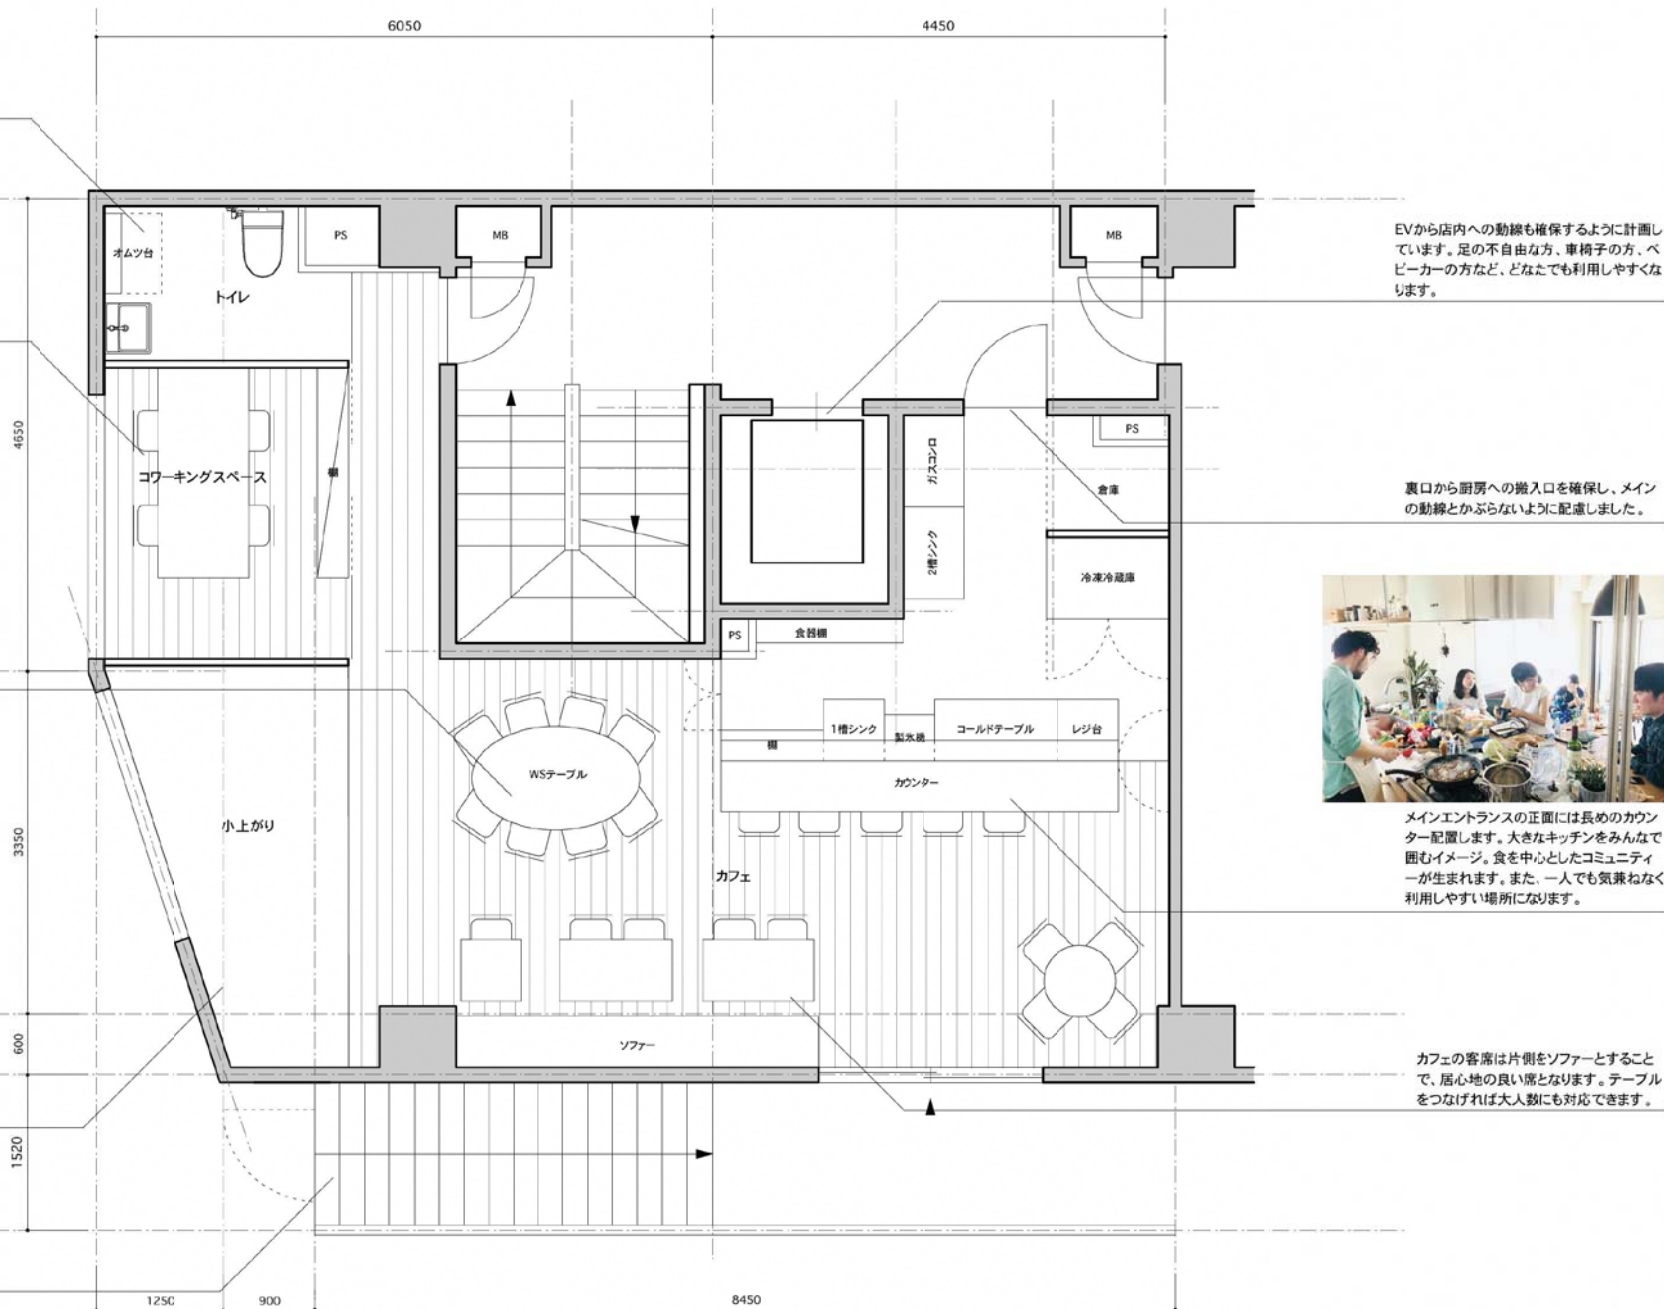 6050
4450
オムツ台
トイレ
PS
MB
MB
EVから店内への動線も確保するように計画し
ています。足の不自由な方、車椅子の方、ベ
ビーカーの方など、どなたでも利用しやすくな
ります。
4650
コワーキングスペース
棚
ガスコンロ
2槽シンク
PS
倉庫
冷凍冷蔵庫
裏口から厨房への搬入口を確保し、メイン
の動線とかぶらないように配慮しました。
PS
食器棚
1槽シンク
製氷機
コールドテーブル
レジ台
棚
カウンター
WSテーブル
3350
小上がり
カフェ
メインエントランスの正面には長めのカウン
ター配置します。大きなキッチンをみんなで
囲むイメージ。食を中心としたコミュニティ
ーが生まれます。また、一人でも気兼ねなく
利用しやすい場所になります。
600
ソファー
カフェの客席は片側をソファーとすること
で、居心地の良い席となります。テーブル
をつなげれば大人数にも対応できます。
1520
1250
900
8450